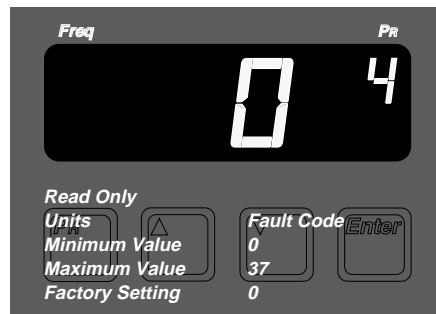 Freq PR
0 4
Read Only
PR Enter
Units Fault Code
Minimum Value 0
Maximum Value 37
Factory Setting 0